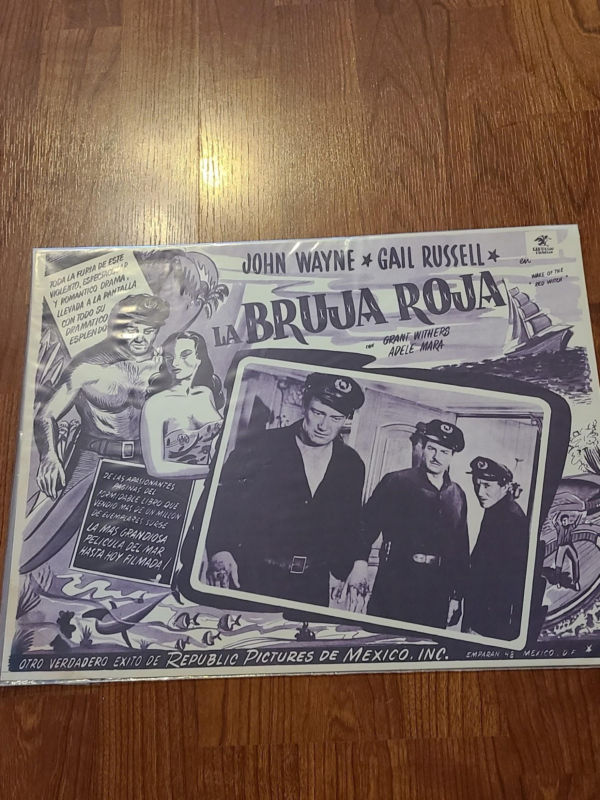 JOHN WAYNE ★ GAIL RUSSELL ★
en
LA BRUJA ROJA
"WAKE OF THE
RED WITCH"
con GRANT WITHERS
ADELE MARA
TODA LA FURIA DE ESTE
VIOLENTO, ESPECTACULAR
Y ROMANTICO DRAMA,
LLEVADA A LA PANTALLA
CON TODO SU
DRAMATICO
ESPLENDOR
DE LAS APASIONANTES
PAGINAS DEL
FORMIDABLE LIBRO QUE
VENDIO MAS DE UN MILLON
DE EJEMPLARES SURGE
LA MAS GRANDIOSA
PELICULA DEL MAR
HASTA HOY FILMADA!
OTRO VERDADERO EXITO DE REPUBLIC PICTURES DE MEXICO, INC. EMPARAN 48 MEXICO, D.F.